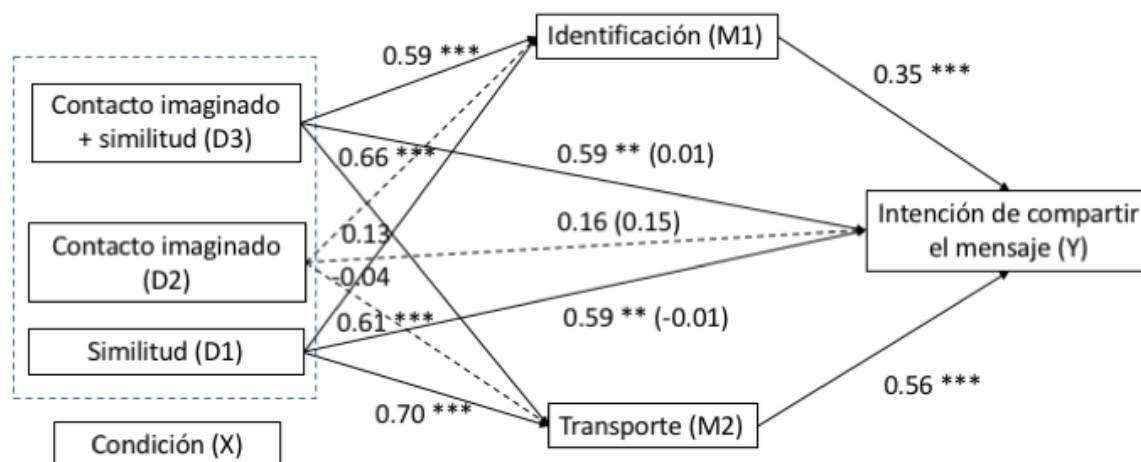 Identificación (M1)
0.59 ***
0.35 ***
Contacto imaginado
+ similitud (D3)
0.66 ***
0.59 ** (0.01)
Intención de compartir
el mensaje (Y)
0.13
0.16 (0.15)
Contacto imaginado
(D2)
-0.04
0.61 ***
0.59 ** (-0.01)
Similitud (D1)
0.56 ***
0.70 ***
Transporte (M2)
Condición (X)